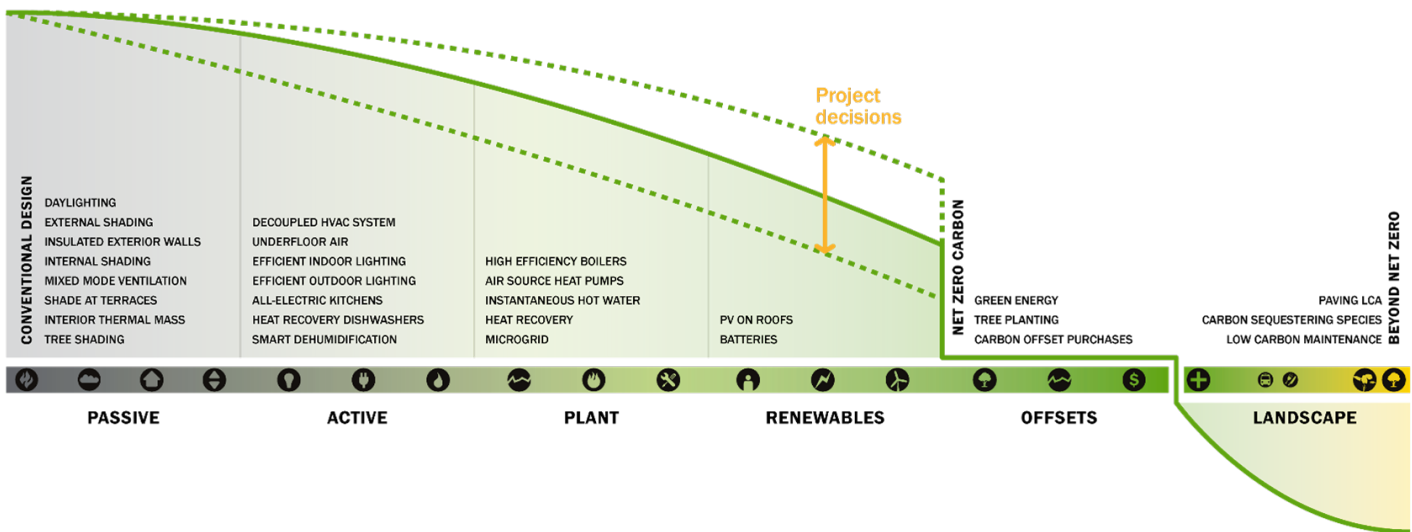 Project
decisions
CONVENTIONAL DESIGN
DAYLIGHTING
EXTERNAL SHADING
INSULATED EXTERIOR WALLS
INTERNAL SHADING
MIXED MODE VENTILATION
SHADE AT TERRACES
INTERIOR THERMAL MASS
TREE SHADING
DECOUPLED HVAC SYSTEM
UNDERFLOOR AIR
EFFICIENT INDOOR LIGHTING
EFFICIENT OUTDOOR LIGHTING
ALL-ELECTRIC KITCHENS
HEAT RECOVERY DISHWASHERS
SMART DEHUMIDIFICATION
HIGH EFFICIENCY BOILERS
AIR SOURCE HEAT PUMPS
INSTANTANEOUS HOT WATER
HEAT RECOVERY
MICROGRID
PV ON ROOFS
BATTERIES
NET ZERO CARBON
GREEN ENERGY
TREE PLANTING
CARBON OFFSET PURCHASES
PAVING LCA
CARBON SEQUESTERING SPECIES
LOW CARBON MAINTENANCE
BEYOND NET ZERO
$
PASSIVE
ACTIVE
PLANT
RENEWABLES
OFFSETS
LANDSCAPE